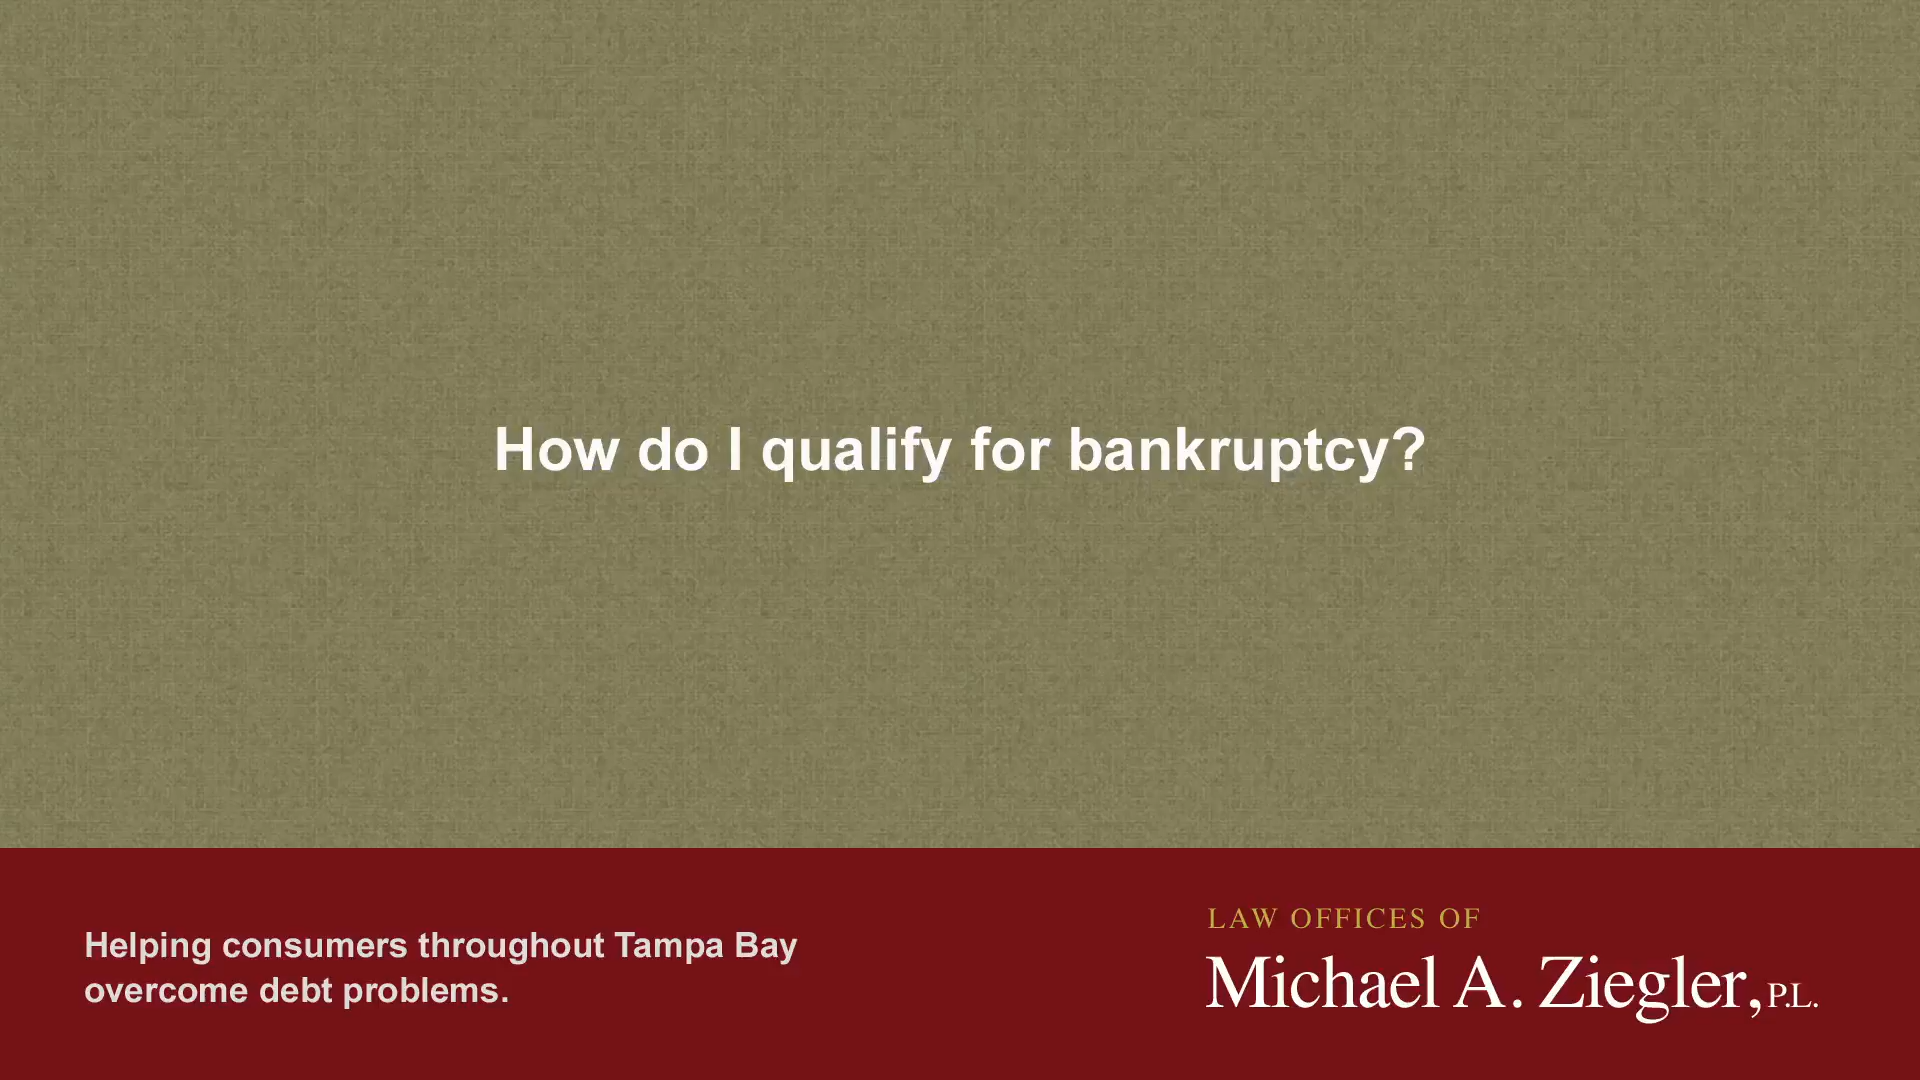 How do I qualify for bankruptcy?
Helping consumers throughout Tampa Bay
overcome debt problems.
LAW OFFICES OF
Michael A. Ziegler, P.L.